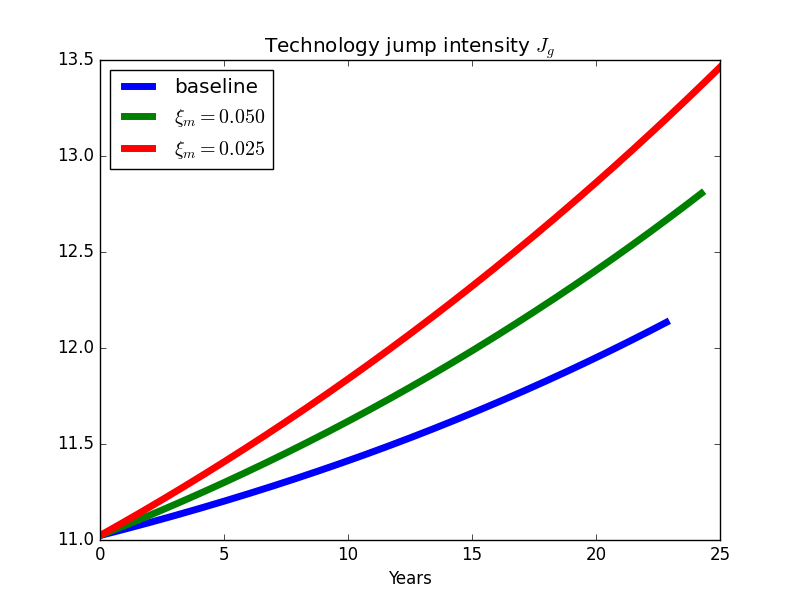 Technology jump intensity J_g
baseline
ξ_m = 0.050
ξ_m = 0.025
13.5
13.0
12.5
12.0
11.5
11.0
0 5 10 15 20 25
Years